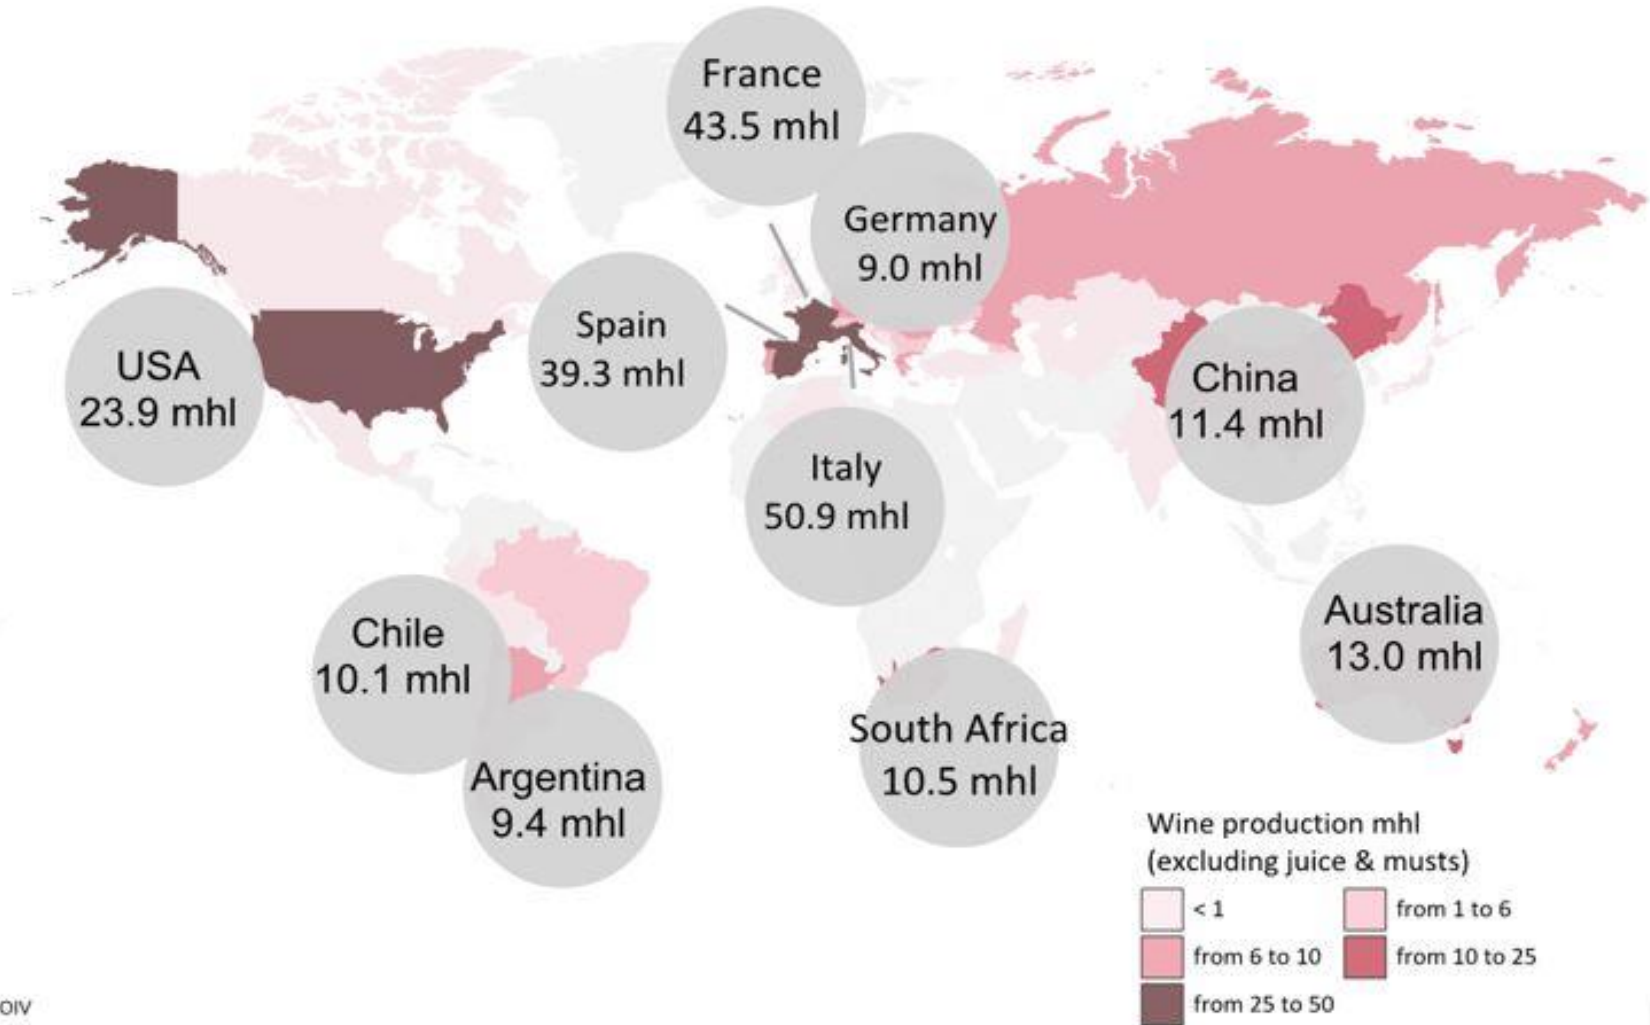 France
43.5 mhl
Germany
9.0 mhl
Spain
39.3 mhl
USA
23.9 mhl
China
11.4 mhl
Italy
50.9 mhl
Australia
13.0 mhl
Chile
10.1 mhl
South Africa
10.5 mhl
Argentina
9.4 mhl
Wine production mhl
(excluding juice & musts)
< 1
from 1 to 6
from 6 to 10
from 10 to 25
from 25 to 50
OIV